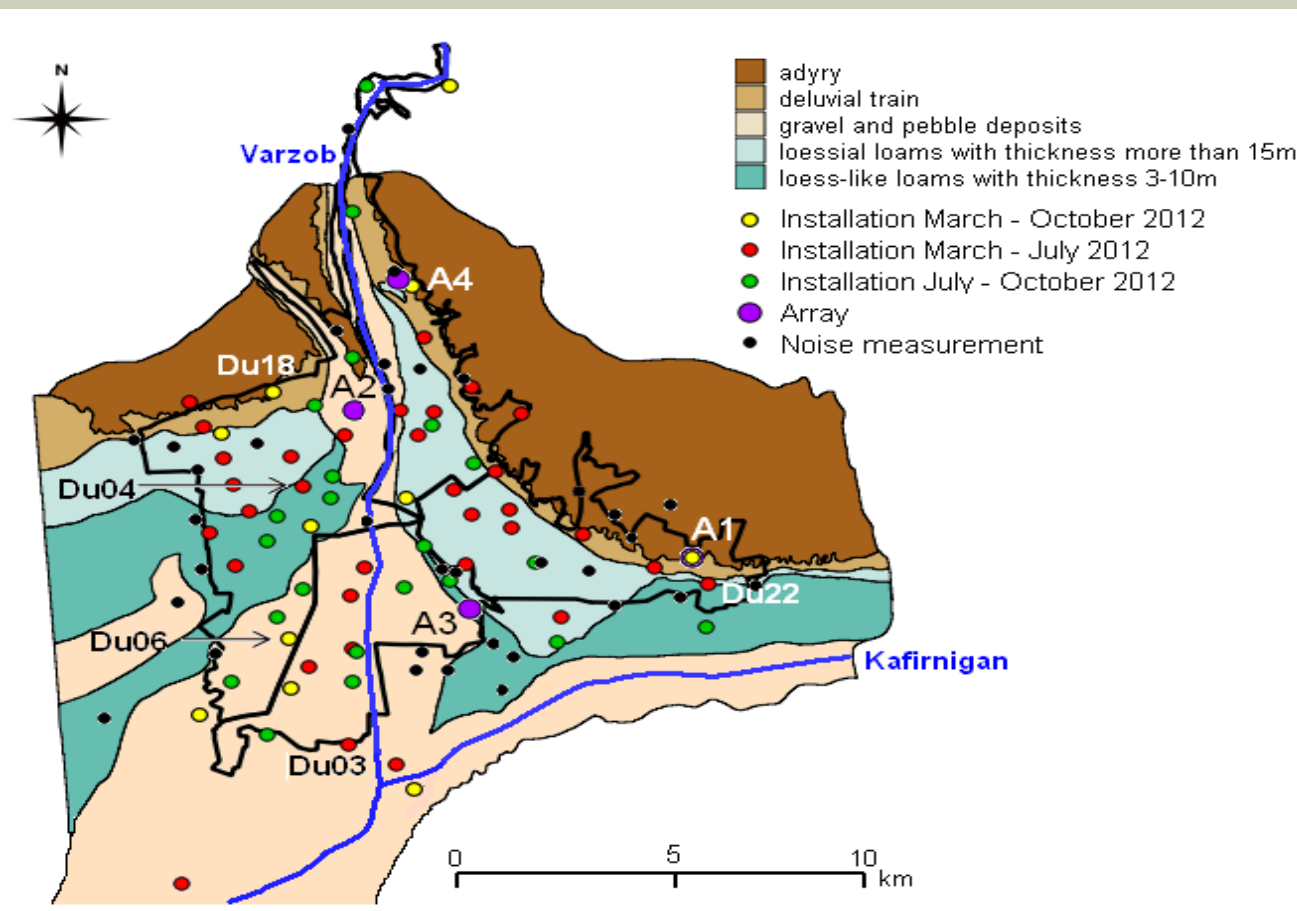 N
adyry
deluvial train
gravel and pebble deposits
loessial loams with thickness more than 15m
loess-like loams with thickness 3-10m
Installation March - October 2012
Installation March - July 2012
Installation July - October 2012
Array
Noise measurement
Varzob
A4
Du18
A2
Du04
A1
Du22
A3
Du06
Kafirnigan
Du03
0 5 10
km